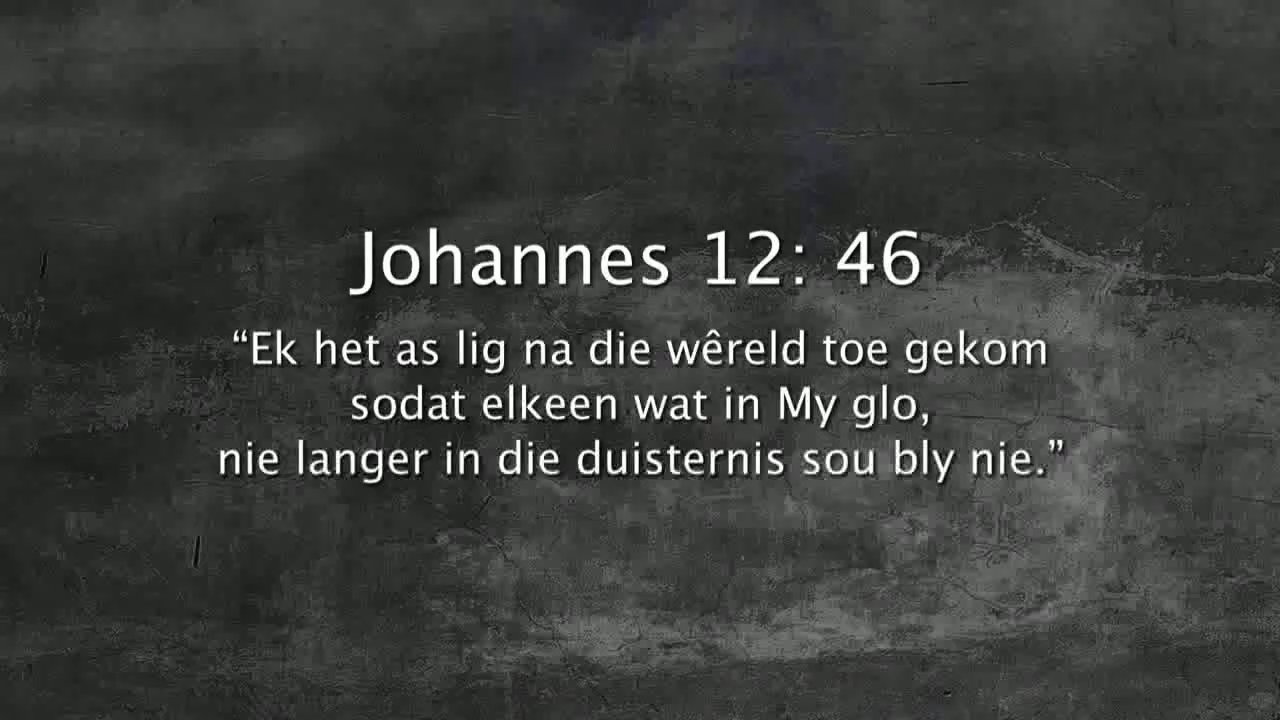 Johannes 12: 46
“Ek het as lig na die wêreld toe gekom
sodat elkeen wat in My glo,
nie langer in die duisternis sou bly nie.”